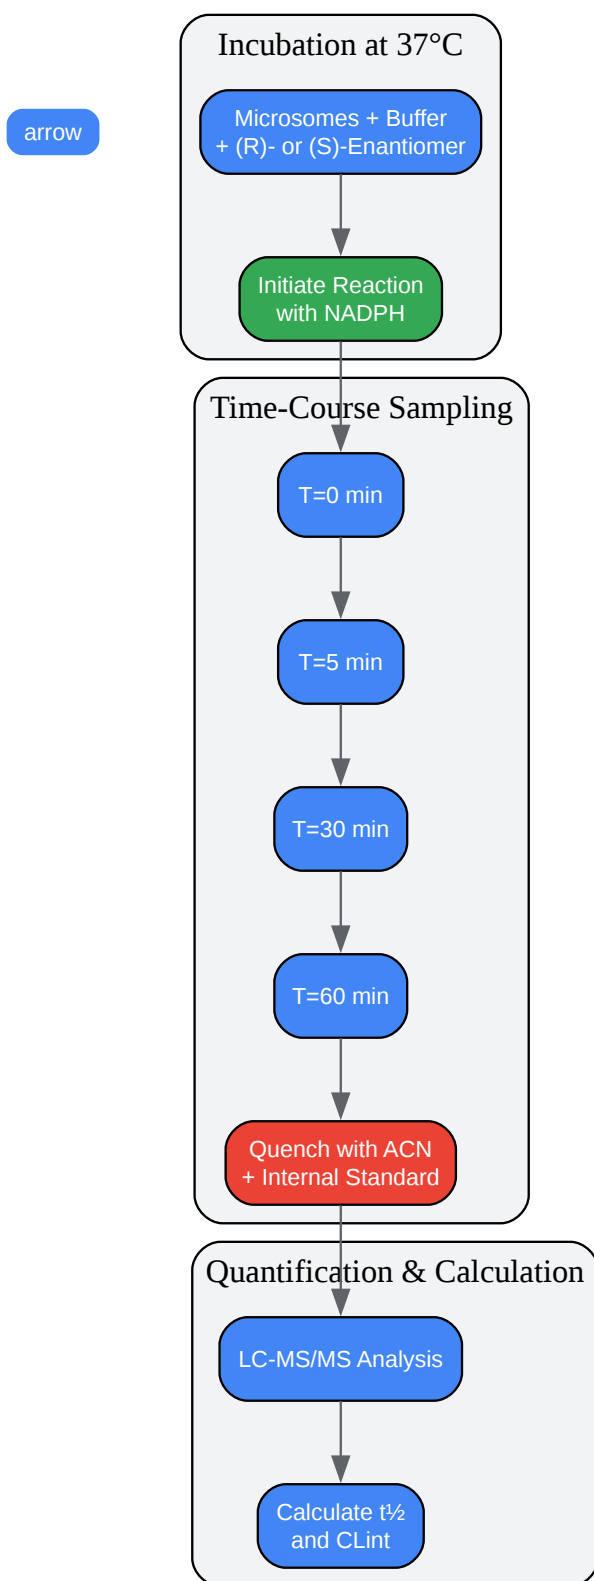 Incubation at 37°C
arrow
Microsomes + Buffer
+ (R)- or (S)-Enantiomer
Initiate Reaction
with NADPH
Time-Course Sampling
T=0 min
T=5 min
T=30 min
T=60 min
Quench with ACN
+ Internal Standard
Quantification & Calculation
LC-MS/MS Analysis
Calculate t½
and CLint